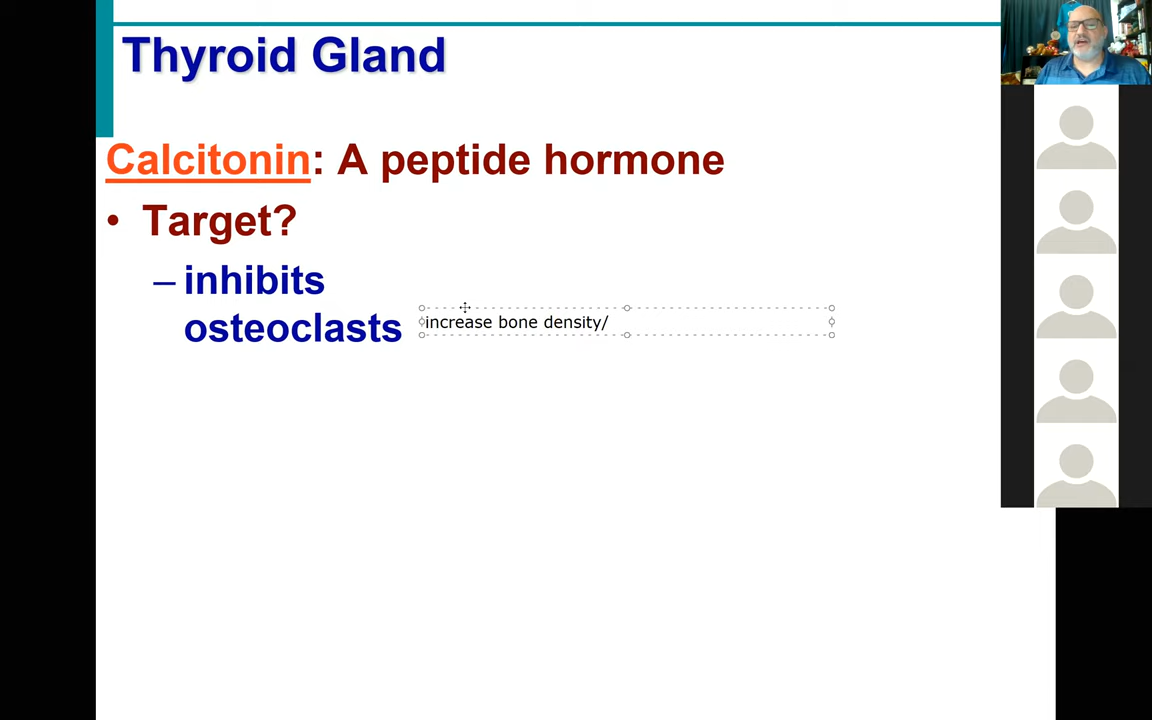 Thyroid Gland
Calcitonin: A peptide hormone
• Target?
– inhibits
osteoclasts
increase bone density/